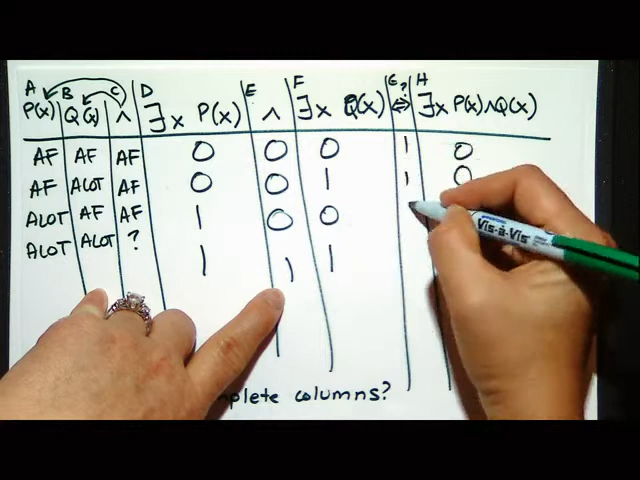 A B C D E F G ? H
P(x) Q(x) ∧ ∃x P(x) ∧ ∃x Q(x) ⇔ ∃x P(x)∧Q(x)
AF AF AF 0 0 0 1 0
AF ALOT AF 0 0 1 1 0
ALOT AF AF 1 0 0
ALOT ALOT ? 1 1 1
plete columns?
Vis-à-Vis